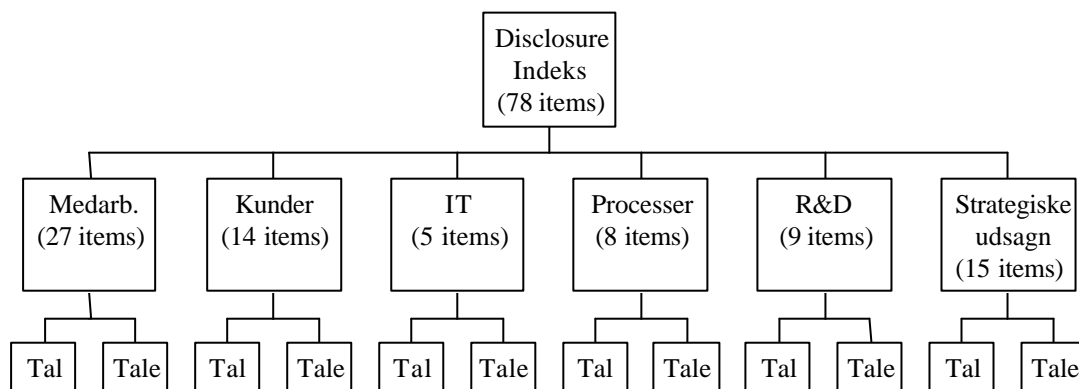 Disclosure
Indeks
(78 items)
Medarb.
(27 items)
Kunder
(14 items)
IT
(5 items)
Processer
(8 items)
R&D
(9 items)
Strategiske
udsagn
(15 items)
Tal
Tale
Tal
Tale
Tal
Tale
Tal
Tale
Tal
Tale
Tal
Tale